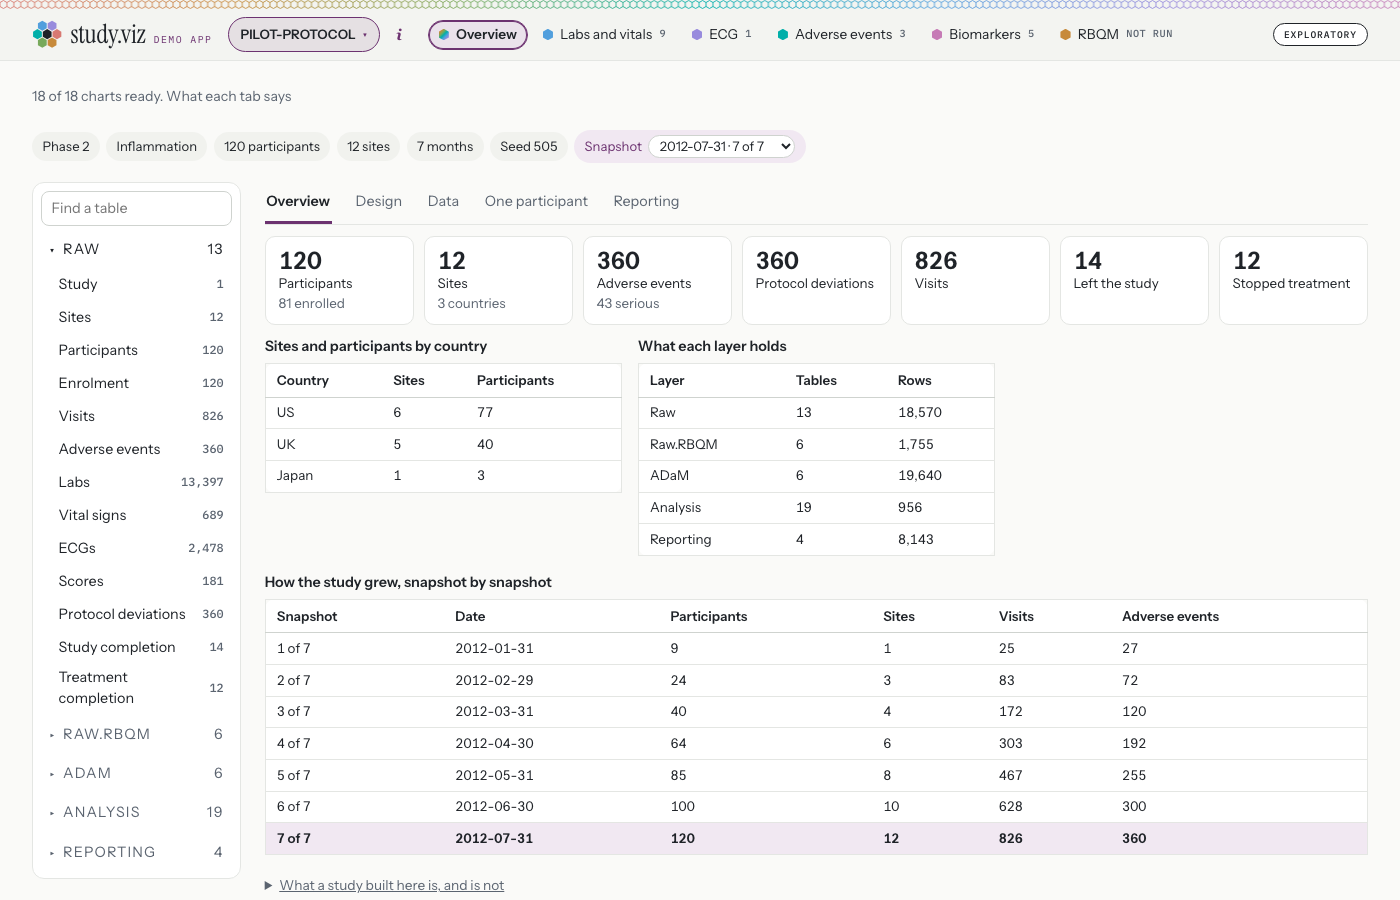 study.viz DEMO APP PILOT-PROTOCOL i Overview Labs and vitals 9 ECG 1 Adverse events 3 Biomarkers 5 RBQM NOT RUN EXPLORATORY
18 of 18 charts ready. What each tab says
Phase 2 Inflammation 120 participants 12 sites 7 months Seed 505 Snapshot 2012-07-31 · 7 of 7
Find a table
RAW 13
Study 1
Sites 12
Participants 120
Enrolment 120
Visits 826
Adverse events 360
Labs 13,397
Vital signs 689
ECGs 2,478
Scores 181
Protocol deviations 360
Study completion 14
Treatment
completion 12
RAW.RBQM 6
ADAM 6
ANALYSIS 19
REPORTING 4
Overview Design Data One participant Reporting
120 12 360 360 826 14 12
Participants Sites Adverse events Protocol deviations Visits Left the study Stopped treatment
81 enrolled 3 countries 43 serious
Sites and participants by country
Country Sites Participants
US 6 77
UK 5 40
Japan 1 3
What each layer holds
Layer Tables Rows
Raw 13 18,570
Raw.RBQM 6 1,755
ADaM 6 19,640
Analysis 19 956
Reporting 4 8,143
How the study grew, snapshot by snapshot
Snapshot Date Participants Sites Visits Adverse events
1 of 7 2012-01-31 9 1 25 27
2 of 7 2012-02-29 24 3 83 72
3 of 7 2012-03-31 40 4 172 120
4 of 7 2012-04-30 64 6 303 192
5 of 7 2012-05-31 85 8 467 255
6 of 7 2012-06-30 100 10 628 300
7 of 7 2012-07-31 120 12 826 360
What a study built here is, and is not